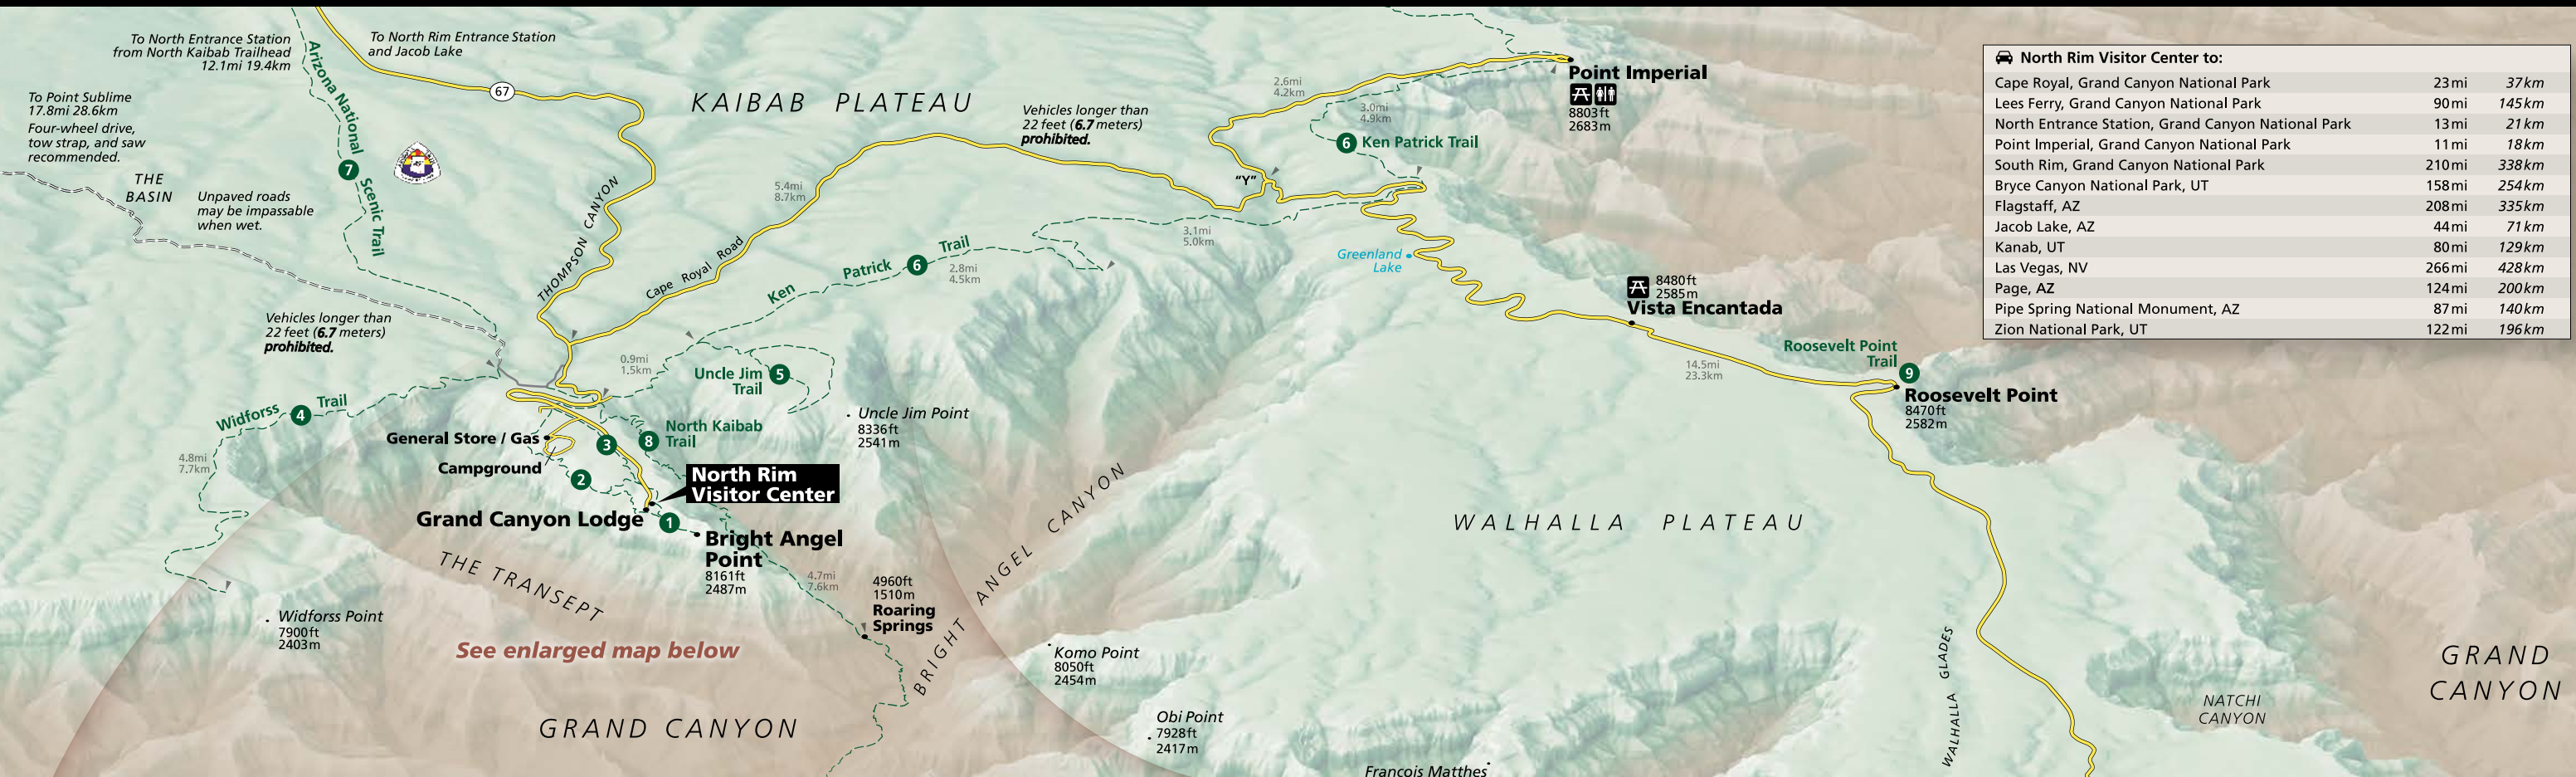 To North Entrance Station
from North Kaibab Trailhead
12.1mi 19.4km
To North Rim Entrance Station
and Jacob Lake
Arizona National
7
Scenic Trail
67
To Point Sublime
17.8mi 28.6km
Four-wheel drive,
tow strap, and saw
recommended.
THE
BASIN
Unpaved roads
may be impassable
when wet.
KAIBAB PLATEAU
Vehicles longer than
22 feet (6.7 meters)
prohibited.
2.6mi
4.2km
Point Imperial
8803ft
2683m
3.0mi
4.9km
6 Ken Patrick Trail
"Y"
5.4mi
8.7km
THOMPSON CANYON
Cape Royal Road
Ken
Patrick
6
Trail
2.8mi
4.5km
3.1mi
5.0km
Greenland
Lake
8480ft
2585m
Vista Encantada
14.5mi
23.3km
Roosevelt Point
Trail
9
Roosevelt Point
8470ft
2582m
Vehicles longer than
22 feet (6.7 meters)
prohibited.
0.9mi
1.5km
Uncle Jim
Trail
5
Widforss
4
Trail
4.8mi
7.7km
General Store / Gas
Campground
3
8
North Kaibab
Trail
2
Uncle Jim Point
8336ft
2541m
North Rim
Visitor Center
Grand Canyon Lodge
1
Bright Angel
Point
8161ft
2487m
THE TRANSEPT
4.7mi
7.6km
4960ft
1510m
Roaring
Springs
Widforss Point
7900ft
2403m
See enlarged map below
BRIGHT ANGEL CANYON
GRAND CANYON
Komo Point
8050ft
2454m
Obi Point
7928ft
2417m
Francois Matthes
WALHALLA PLATEAU
WALHALLA GLADES
NATCHI
CANYON
GRAND
CANYON
North Rim Visitor Center to:
Cape Royal, Grand Canyon National Park 23mi 37km
Lees Ferry, Grand Canyon National Park 90mi 145km
North Entrance Station, Grand Canyon National Park 13mi 21km
Point Imperial, Grand Canyon National Park 11mi 18km
South Rim, Grand Canyon National Park 210mi 338km
Bryce Canyon National Park, UT 158mi 254km
Flagstaff, AZ 208mi 335km
Jacob Lake, AZ 44mi 71km
Kanab, UT 80mi 129km
Las Vegas, NV 266mi 428km
Page, AZ 124mi 200km
Pipe Spring National Monument, AZ 87mi 140km
Zion National Park, UT 122mi 196km